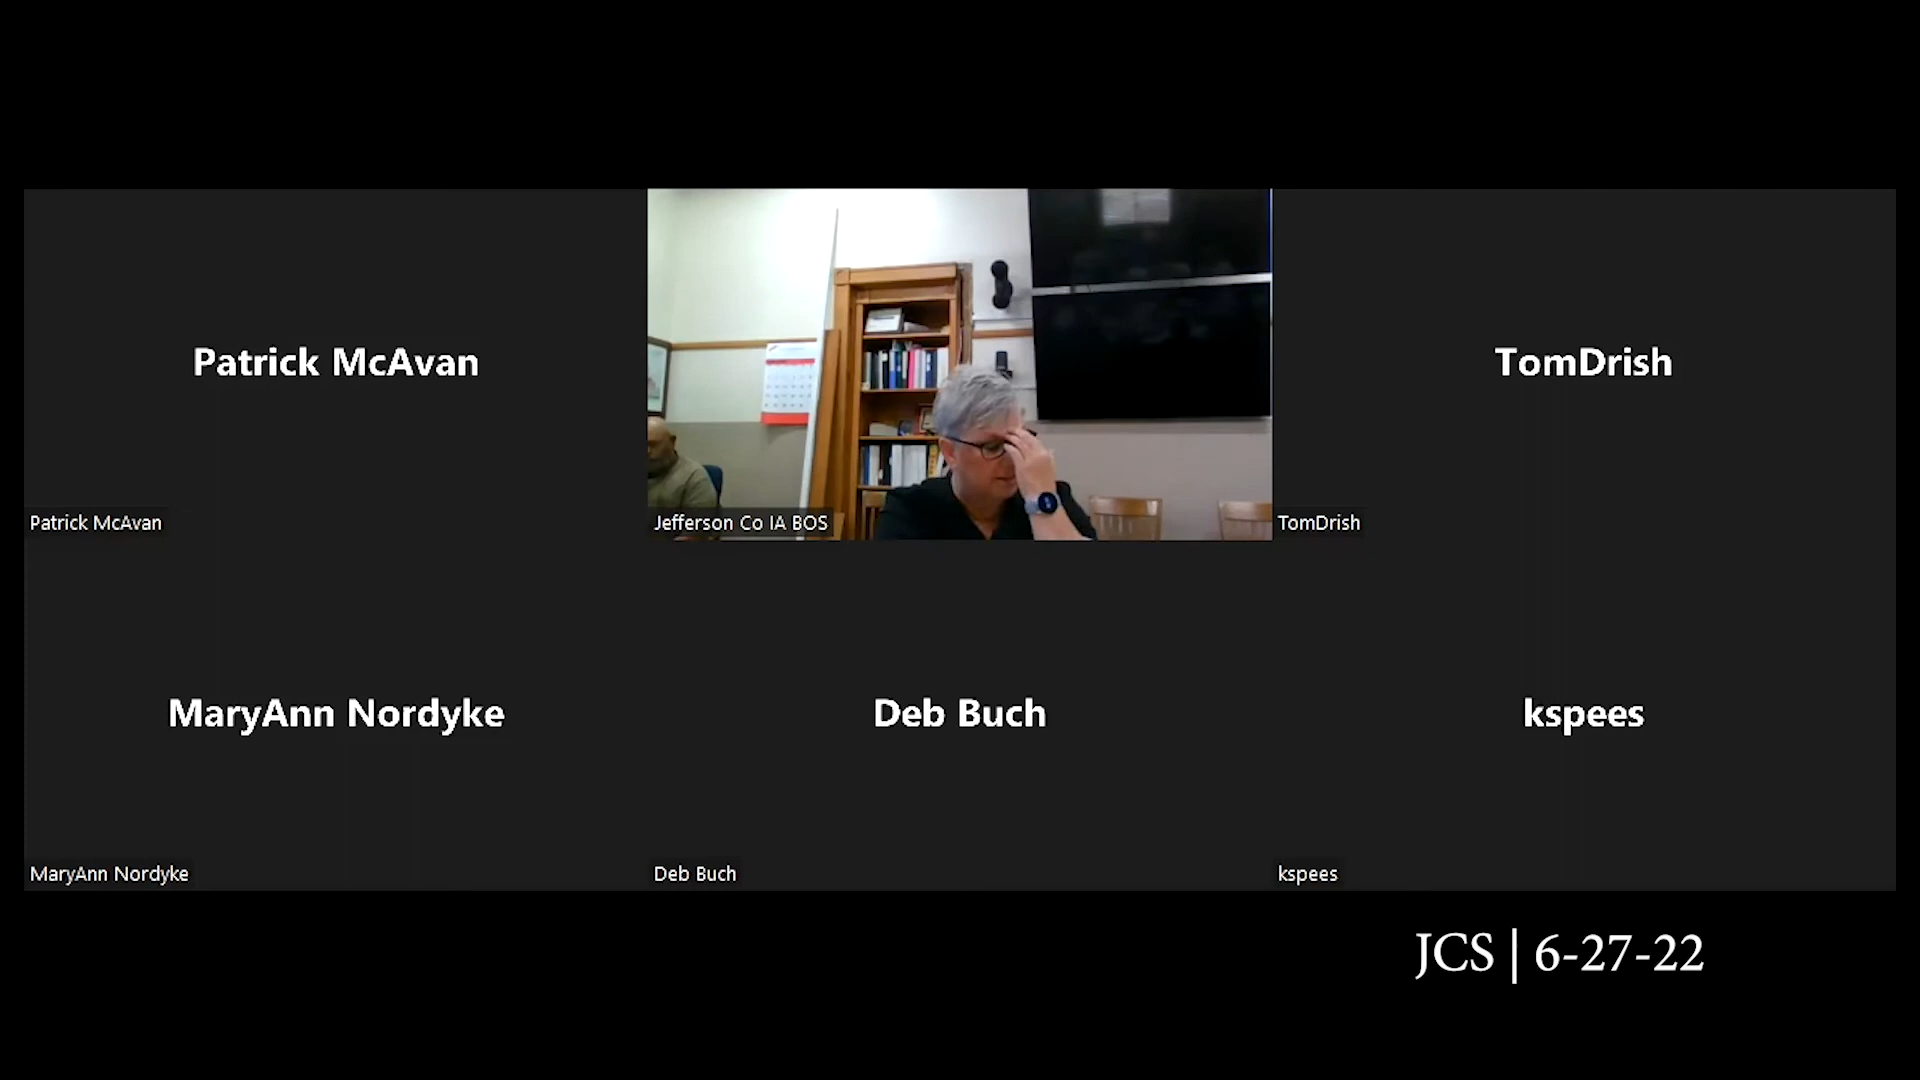 Patrick McAvan
TomDrish
Patrick McAvan
Jefferson Co IA BOS
TomDrish
MaryAnn Nordyke
Deb Buch
kspees
MaryAnn Nordyke
Deb Buch
kspees
JCS | 6-27-22